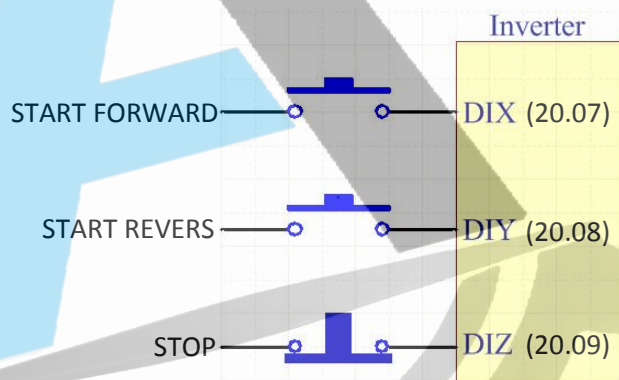 Inverter
START FORWARD DIX (20.07)
START REVERS DIY (20.08)
STOP DIZ (20.09)